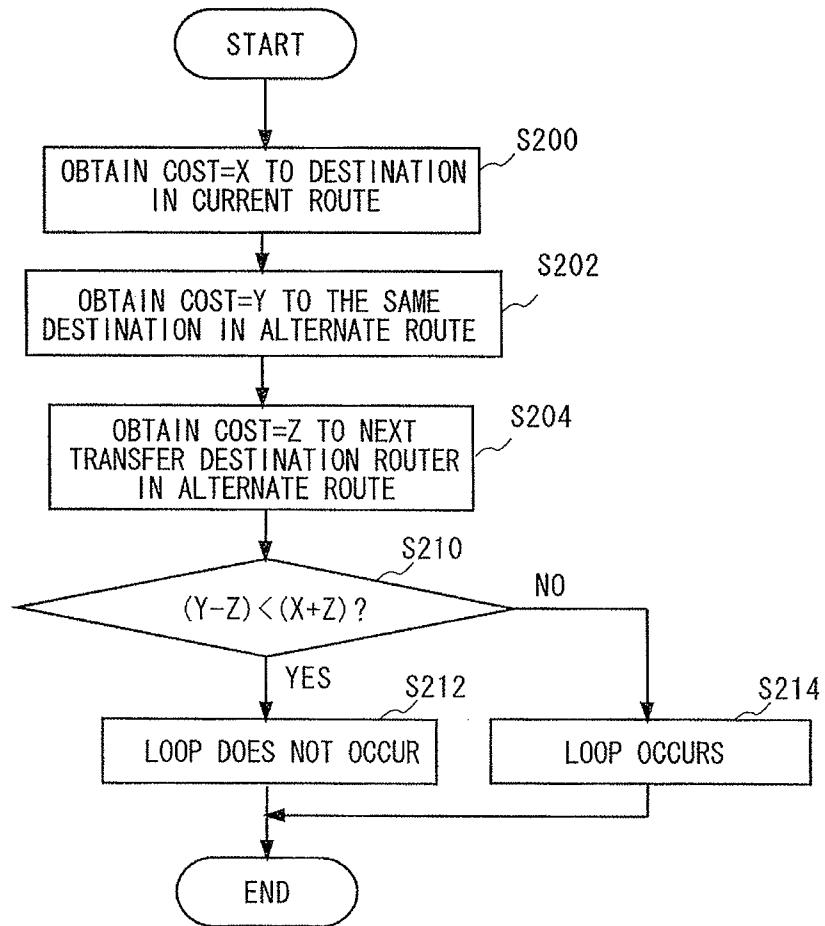 START
S200
OBTAIN COST=X TO DESTINATION
IN CURRENT ROUTE
S202
OBTAIN COST=Y TO THE SAME
DESTINATION IN ALTERNATE ROUTE
S204
OBTAIN COST=Z TO NEXT
TRANSFER DESTINATION ROUTER
IN ALTERNATE ROUTE
S210
(Y-Z)<(X+Z)?
NO
YES
S212
LOOP DOES NOT OCCUR
S214
LOOP OCCURS
END